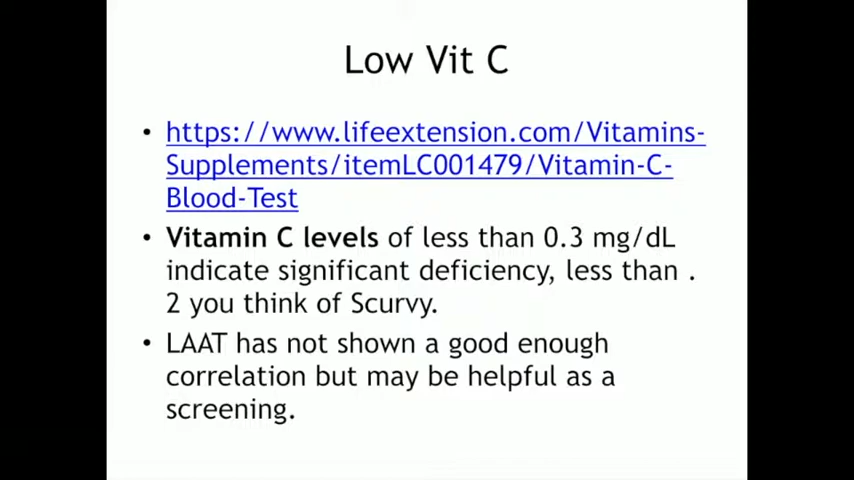 Low Vit C
• https://www.lifeextension.com/Vitamins-
Supplements/itemLC001479/Vitamin-C-
Blood-Test
• Vitamin C levels of less than 0.3 mg/dL
indicate significant deficiency, less than .
2 you think of Scurvy.
• LAAT has not shown a good enough
correlation but may be helpful as a
screening.